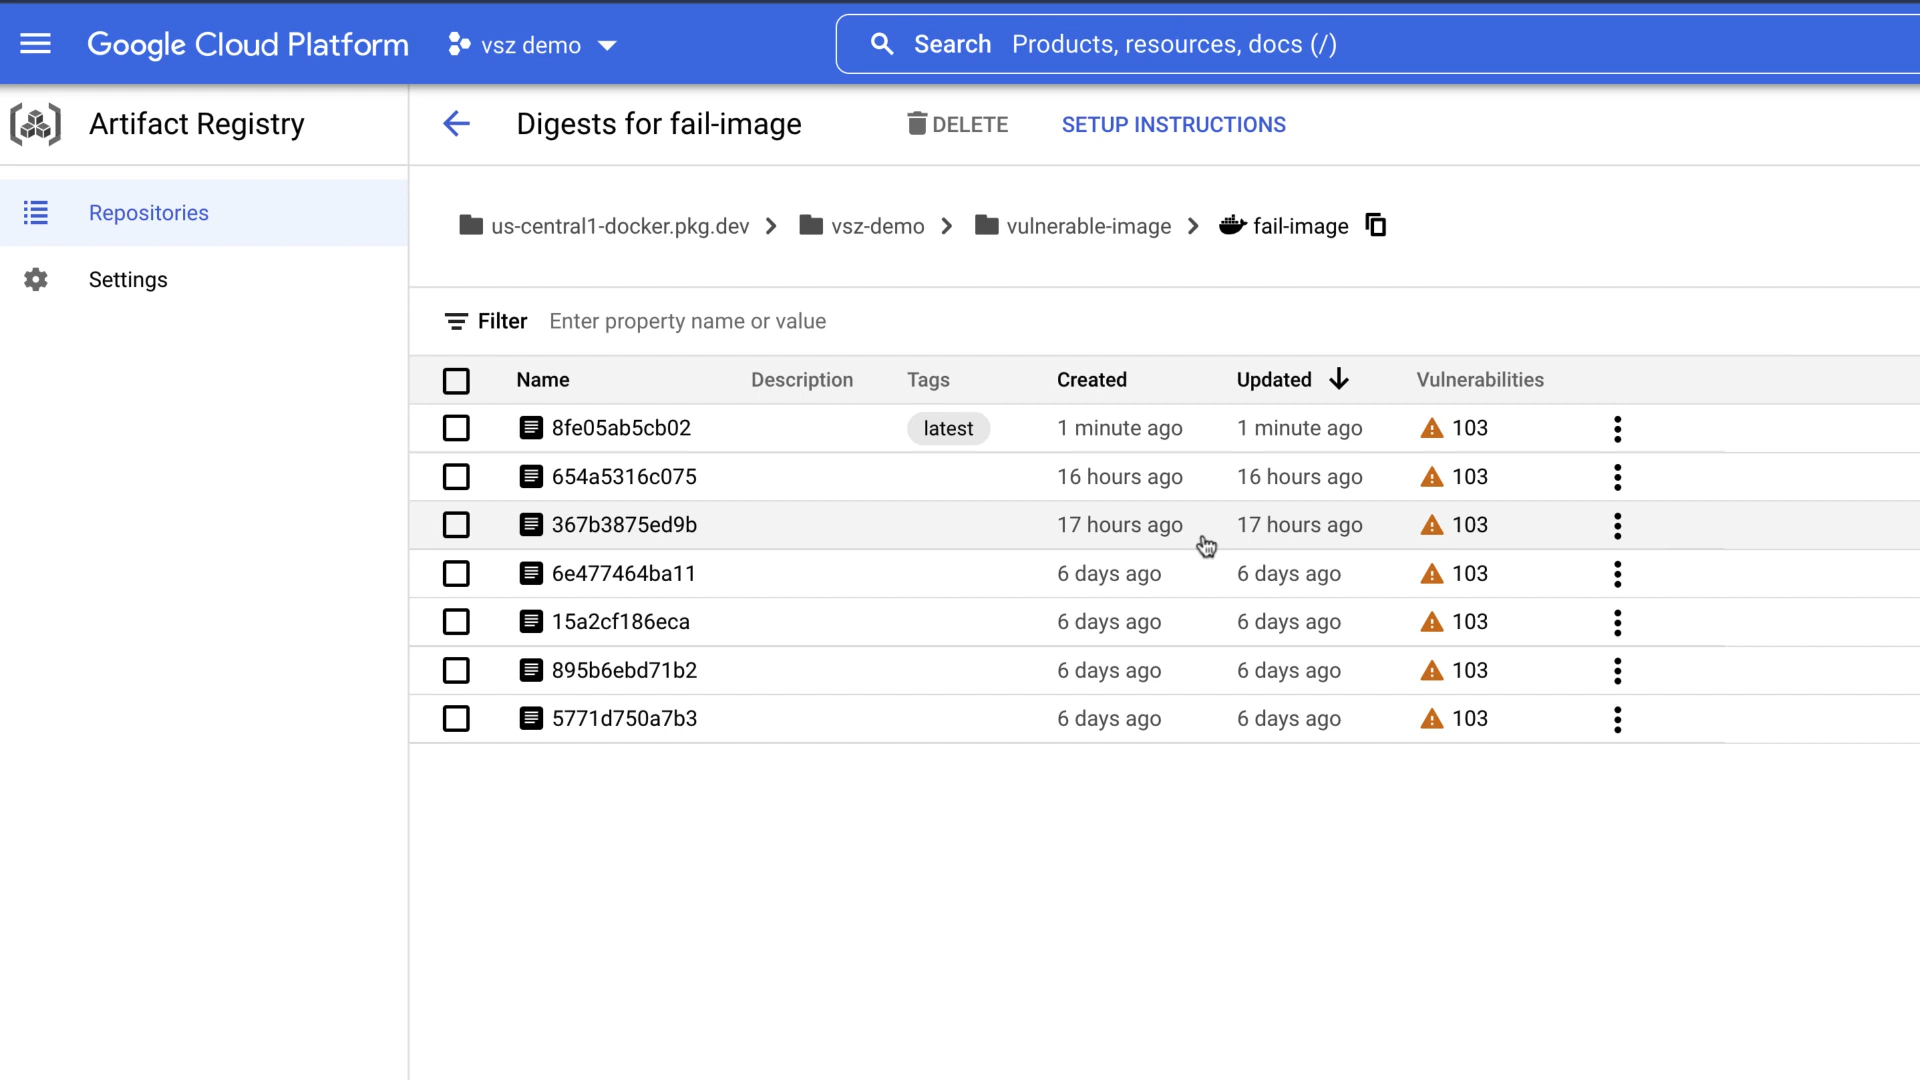 Google Cloud Platform vsz demo Search Products, resources, docs (/)
Artifact Registry
Repositories
Settings
Digests for fail-image DELETE SETUP INSTRUCTIONS
us-central1-docker.pkg.dev vsz-demo vulnerable-image fail-image
Filter Enter property name or value
Name Description Tags Created Updated Vulnerabilities
8fe05ab5cb02 latest 1 minute ago 1 minute ago 103
654a5316c075 16 hours ago 16 hours ago 103
367b3875ed9b 17 hours ago 17 hours ago 103
6e477464ba11 6 days ago 6 days ago 103
15a2cf186eca 6 days ago 6 days ago 103
895b6ebd71b2 6 days ago 6 days ago 103
5771d750a7b3 6 days ago 6 days ago 103